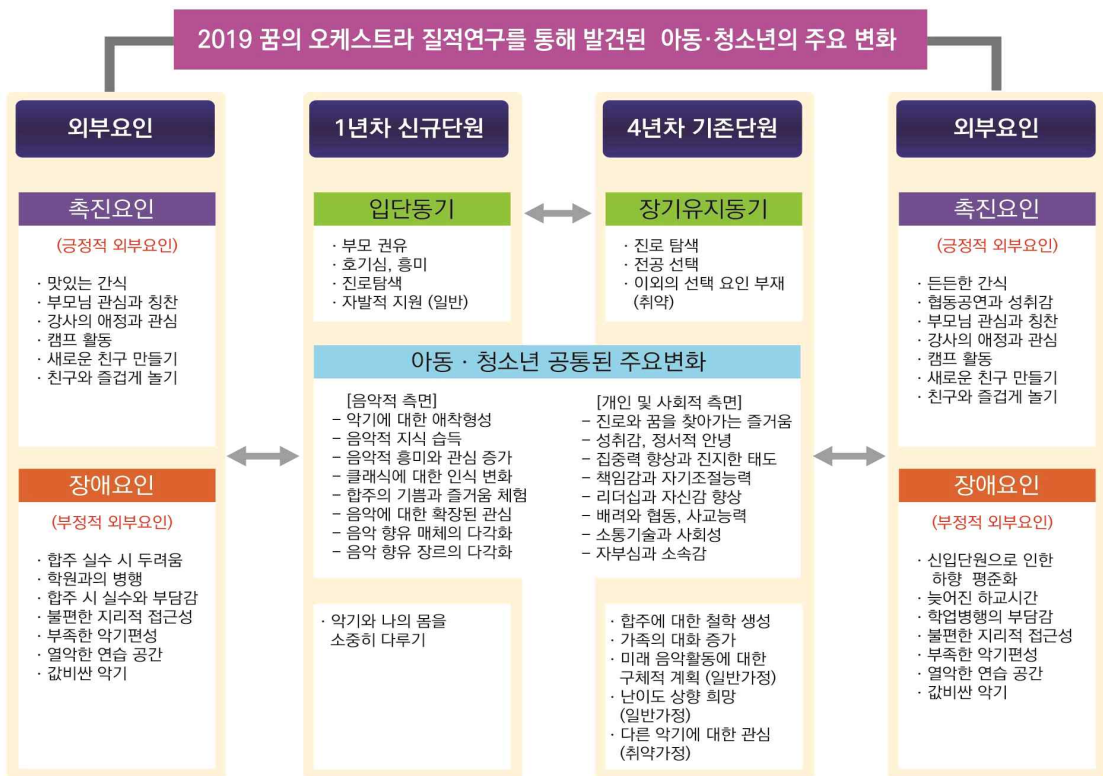 2019 꿈의 오케스트라 질적연구를 통해 발견된 아동·청소년의 주요 변화
외부요인
촉진요인
(긍정적 외부요인)
· 맛있는 간식
· 부모님 관심과 칭찬
· 강사의 애정과 관심
· 캠프 활동
· 새로운 친구 만들기
· 친구와 즐겁게 놀기
장애요인
(부정적 외부요인)
· 합주 실수 시 두려움
· 학원과의 병행
· 합주 시 실수와 부담감
· 불편한 지리적 접근성
· 부족한 악기편성
· 열악한 연습 공간
· 값비싼 악기
1년차 신규단원
입단동기
· 부모 권유
· 호기심, 흥미
· 진로탐색
· 자발적 지원 (일반)
4년차 기존단원
장기유지동기
· 진로 탐색
· 전공 선택
· 이외의 선택 요인 부재
(취약)
아동 · 청소년 공통된 주요변화
[음악적 측면]
– 악기에 대한 애착형성
– 음악적 지식 습득
– 음악적 흥미와 관심 증가
– 클래식에 대한 인식 변화
– 합주의 기쁨과 즐거움 체험
– 음악에 대한 확장된 관심
– 음악 향유 매체의 다각화
– 음악 향유 장르의 다각화
[개인 및 사회적 측면]
– 진로와 꿈을 찾아가는 즐거움
– 성취감, 정서적 안녕
– 집중력 향상과 진지한 태도
– 책임감과 자기조절능력
– 리더십과 자신감 향상
– 배려와 협동, 사교능력
– 소통기술과 사회성
– 자부심과 소속감
· 악기와 나의 몸을
소중히 다루기
· 합주에 대한 철학 생성
· 가족의 대화 증가
· 미래 음악활동에 대한
구체적 계획 (일반가정)
· 난이도 상향 희망
(일반가정)
· 다른 악기에 대한 관심
(취약가정)
외부요인
촉진요인
(긍정적 외부요인)
· 든든한 간식
· 협동공연과 성취감
· 부모님 관심과 칭찬
· 강사의 애정과 관심
· 캠프 활동
· 새로운 친구 만들기
· 친구와 즐겁게 놀기
장애요인
(부정적 외부요인)
· 신입단원으로 인한
하향 평준화
· 늦어진 하교시간
· 학업병행의 부담감
· 불편한 지리적 접근성
· 부족한 악기편성
· 열악한 연습 공간
· 값비싼 악기